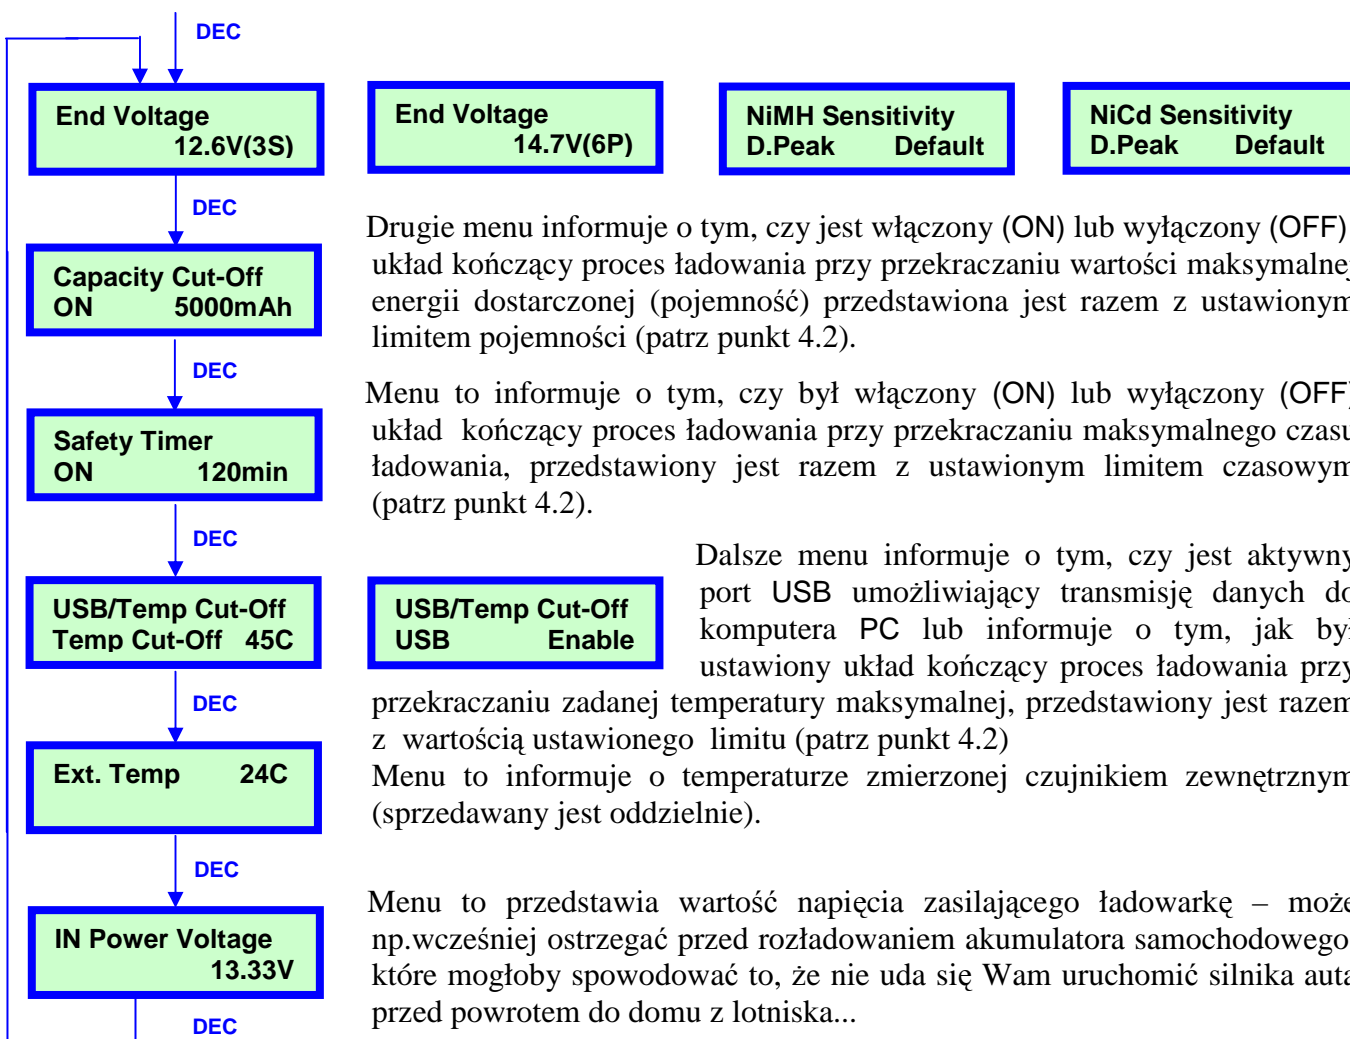 DEC
End Voltage
12.6V(3S)
End Voltage
14.7V(6P)
NiMH Sensitivity
D.Peak Default
NiCd Sensitivity
D.Peak Default
DEC
Drugie menu informuje o tym, czy jest włączony (ON) lub wyłączony (OFF)
układ kończący proces ładowania przy przekraczaniu wartości maksymalnej
energii dostarczonej (pojemność) przedstawiona jest razem z ustawionym
limitem pojemności (patrz punkt 4.2).
Capacity Cut-Off
ON 5000mAh
DEC
Menu to informuje o tym, czy był włączony (ON) lub wyłączony (OFF)
układ kończący proces ładowania przy przekraczaniu maksymalnego czasu
ładowania, przedstawiony jest razem z ustawionym limitem czasowym
(patrz punkt 4.2).
Safety Timer
ON 120min
DEC
USB/Temp Cut-Off
Temp Cut-Off 45C
USB/Temp Cut-Off
USB Enable
Dalsze menu informuje o tym, czy jest aktywny
port USB umożliwiający transmisję danych do
komputera PC lub informuje o tym, jak był
ustawiony układ kończący proces ładowania przy
przekraczaniu zadanej temperatury maksymalnej, przedstawiony jest razem
z wartością ustawionego limitu (patrz punkt 4.2)
DEC
Ext. Temp 24C
Menu to informuje o temperaturze zmierzonej czujnikiem zewnętrznym
(sprzedawany jest oddzielnie).
DEC
IN Power Voltage
13.33V
Menu to przedstawia wartość napięcia zasilającego ładowarkę – może
np.wcześniej ostrzegać przed rozładowaniem akumulatora samochodowego
które mogłoby spowodować to, że nie uda się Wam uruchomić silnika auta
przed powrotem do domu z lotniska...
DEC